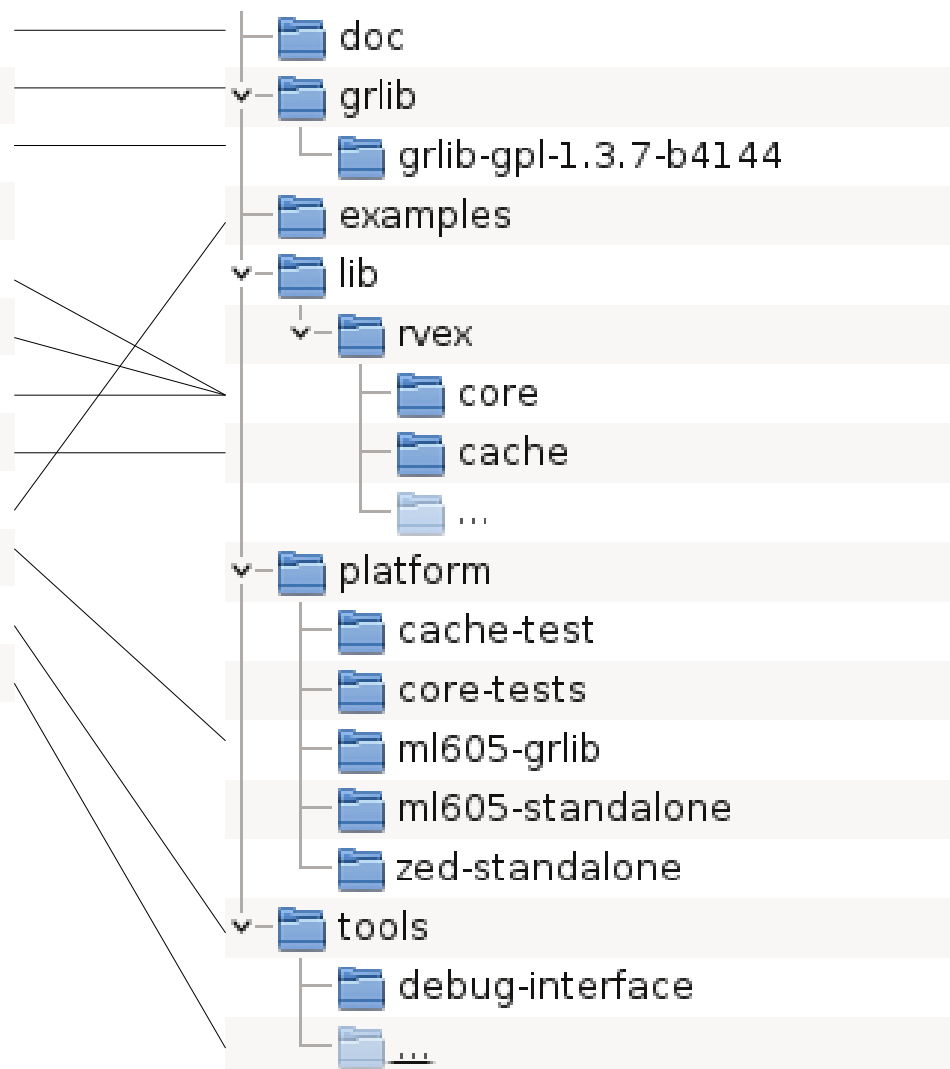 doc
grlib
grlib-gpl-1.3.7-b4144
examples
lib
rvex
core
cache
...
platform
cache-test
core-tests
ml605-grlib
ml605-standalone
zed-standalone
tools
debug-interface
...